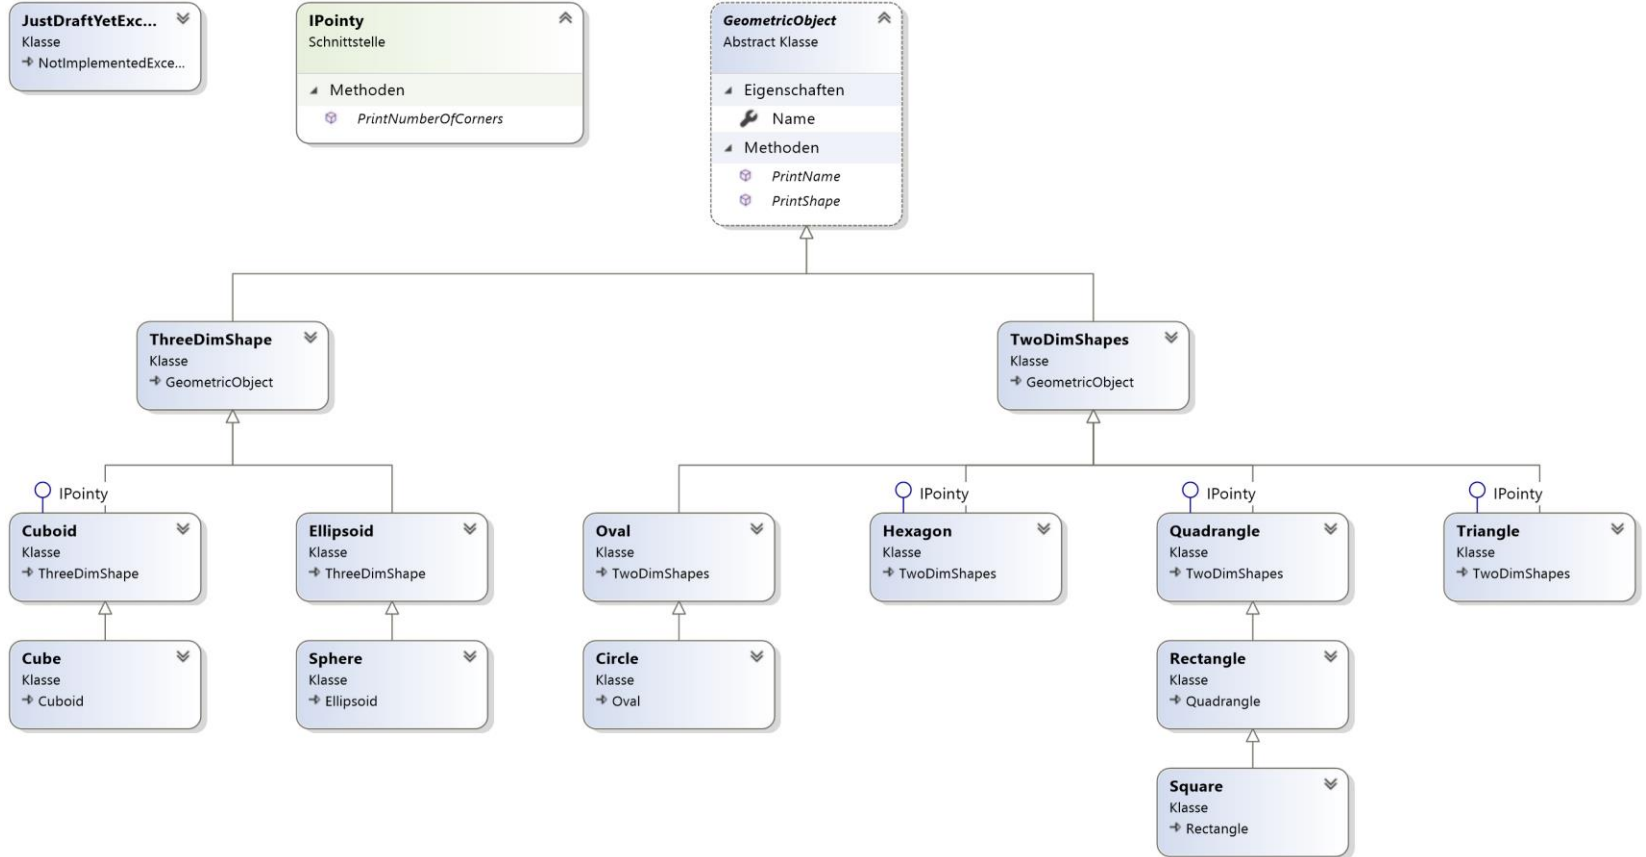 JustDraftYetExc...
Klasse
NotImplementedExce...
IPointy
Schnittstelle
Methoden
PrintNumberOfCorners
GeometricObject
Abstract Klasse
Eigenschaften
Name
Methoden
PrintName
PrintShape
ThreeDimShape
Klasse
GeometricObject
TwoDimShapes
Klasse
GeometricObject
IPointy
Cuboid
Klasse
ThreeDimShape
Ellipsoid
Klasse
ThreeDimShape
Oval
Klasse
TwoDimShapes
IPointy
Hexagon
Klasse
TwoDimShapes
IPointy
Quadrangle
Klasse
TwoDimShapes
IPointy
Triangle
Klasse
TwoDimShapes
Cube
Klasse
Cuboid
Sphere
Klasse
Ellipsoid
Circle
Klasse
Oval
Rectangle
Klasse
Quadrangle
Square
Klasse
Rectangle